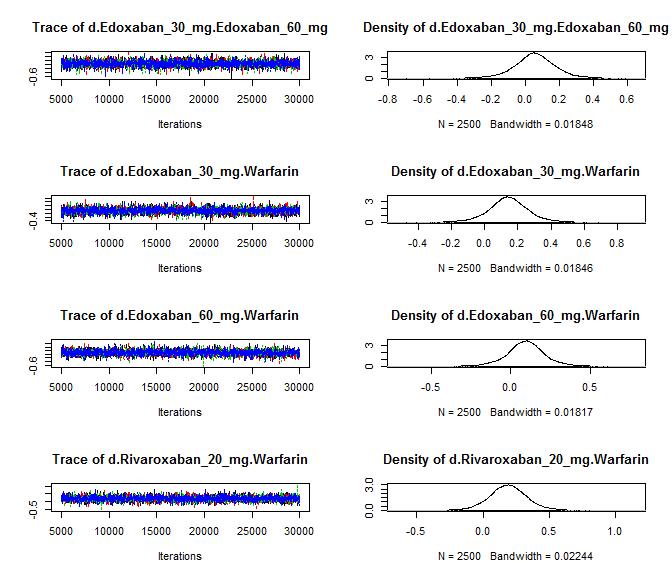 Trace of d.Edoxaban_30_mg.Edoxaban_60_mg
-0.6
5000 10000 15000 20000 25000 30000
Iterations
Density of d.Edoxaban_30_mg.Edoxaban_60_mg
0 3
-0.8 -0.6 -0.4 -0.2 0.0 0.2 0.4 0.6
N = 2500 Bandwidth = 0.01848
Trace of d.Edoxaban_30_mg.Warfarin
-0.4
5000 10000 15000 20000 25000 30000
Iterations
Density of d.Edoxaban_30_mg.Warfarin
0 3
-0.4 -0.2 0.0 0.2 0.4 0.6 0.8
N = 2500 Bandwidth = 0.01846
Trace of d.Edoxaban_60_mg.Warfarin
-0.6
5000 10000 15000 20000 25000 30000
Iterations
Density of d.Edoxaban_60_mg.Warfarin
0 3
-0.5 0.0 0.5
N = 2500 Bandwidth = 0.01817
Trace of d.Rivaroxaban_20_mg.Warfarin
-0.5
5000 10000 15000 20000 25000 30000
Iterations
Density of d.Rivaroxaban_20_mg.Warfarin
0.0 3.0
-0.5 0.0 0.5 1.0
N = 2500 Bandwidth = 0.02244